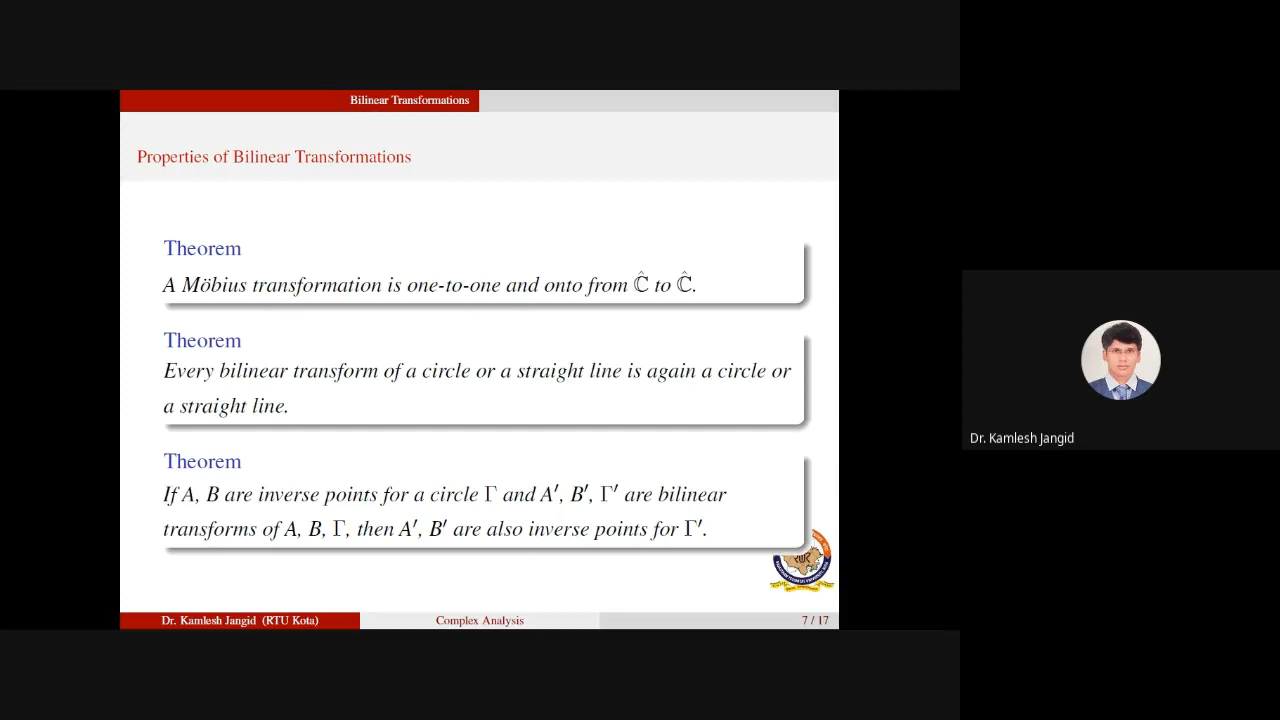 Bilinear Transformations
Properties of Bilinear Transformations
Theorem
A Möbius transformation is one-to-one and onto from Ĉ to Ĉ.
Theorem
Every bilinear transform of a circle or a straight line is again a circle or
a straight line.
Theorem
If A, B are inverse points for a circle Γ and A′, B′, Γ′ are bilinear
transforms of A, B, Γ, then A′, B′ are also inverse points for Γ′.
Dr. Kamlesh Jangid (RTU Kota)
Complex Analysis
7 / 17
Dr. Kamlesh Jangid